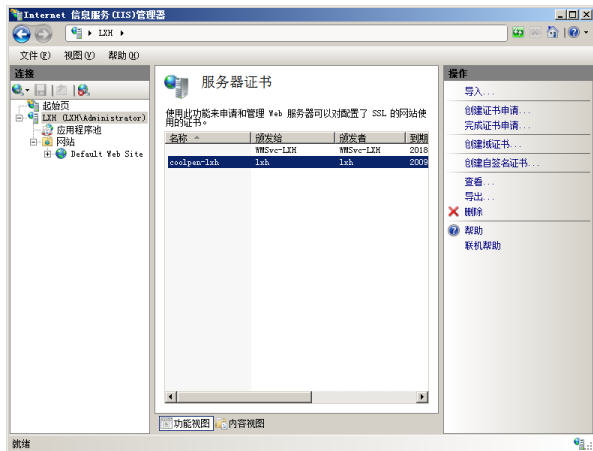 Internet 信息服务(IIS)管理器
LXH
文件(F) 视图(V) 帮助(H)
连接
起始页
LXH (LXH\Administrator)
应用程序池
网站
Default Web Site
服务器证书
使用此功能来申请和管理 Web 服务器可以对配置了 SSL 的网站使
用的证书。
名称 颁发给 颁发者 到期
WMSvc-LXH WMSvc-LXH 2018
coolpen-lxh lxh lxh 2009
功能视图 内容视图
操作
导入...
创建证书申请...
完成证书申请...
创建域证书...
创建自签名证书...
查看...
导出...
删除
帮助
联机帮助
就绪